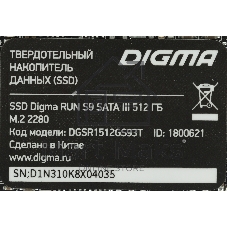 ТВЕРДОТЕЛЬНЫЙ
НАКОПИТЕЛЬ
ДАННЫХ (SSD)
DIGMA
SSD Digma RUN S9 SATA III 512 ГБ
M.2 2280
Код модели: DGSR1512GS93T ID: 1800621
Сделано в Китае
www.digma.ru
SN;D1N310K8X04035